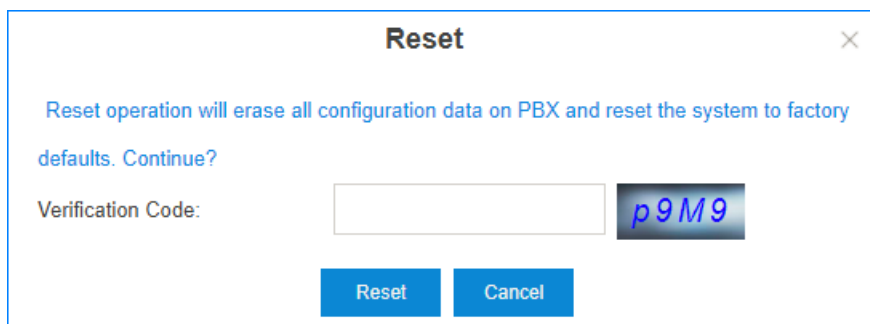 Reset
Reset operation will erase all configuration data on PBX and reset the system to factory
defaults. Continue?
Verification Code: p9M9
Reset Cancel